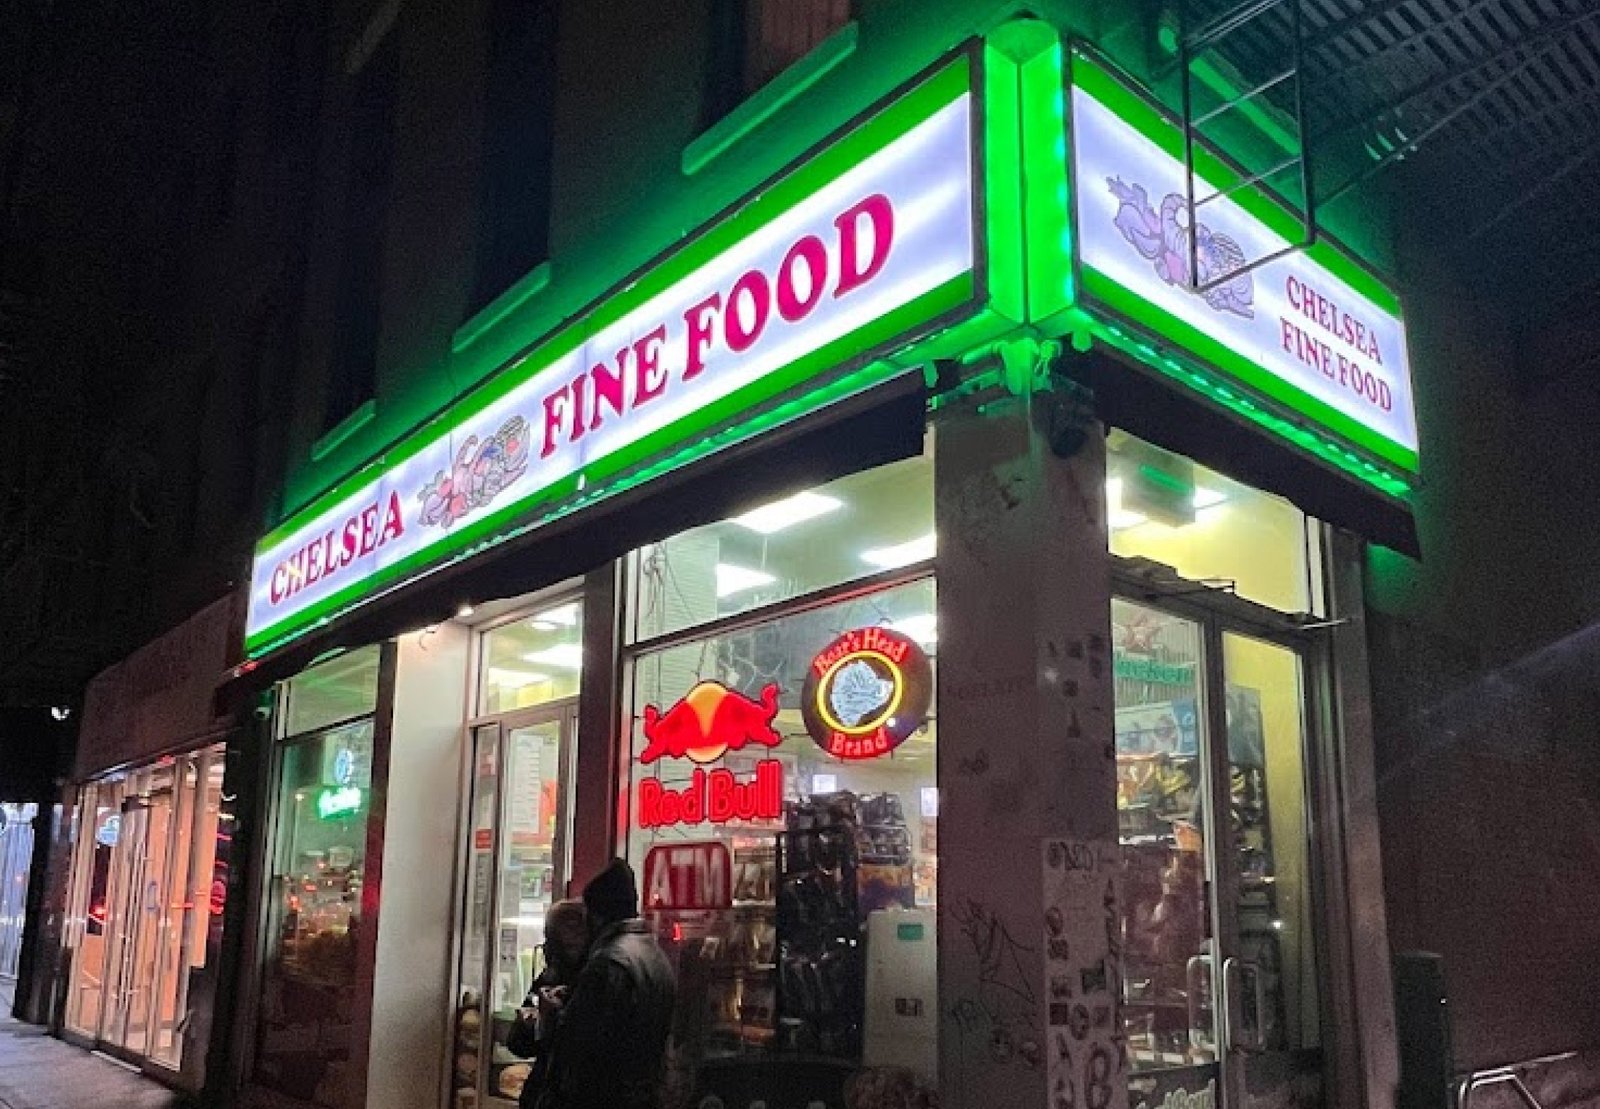 CHELSEA FINE FOOD
CHELSEA
FINE FOOD
Boar's Head
Brand
Red Bull
ATM